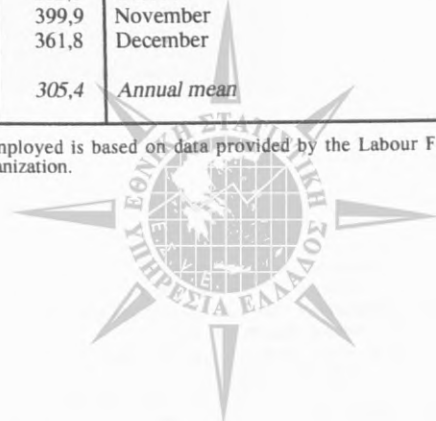 399,9 November
361,8 December
305,4 Annual mean
mployed is based on data provided by the Labour F
anization.
ΕΘΝΙΚΗ ΣΤΑΤΙΣΤΙΚΗ
ΥΠΗΡΕΣΙΑ ΕΛΛΑΔΟΣ
Ε Σ Υ Ε